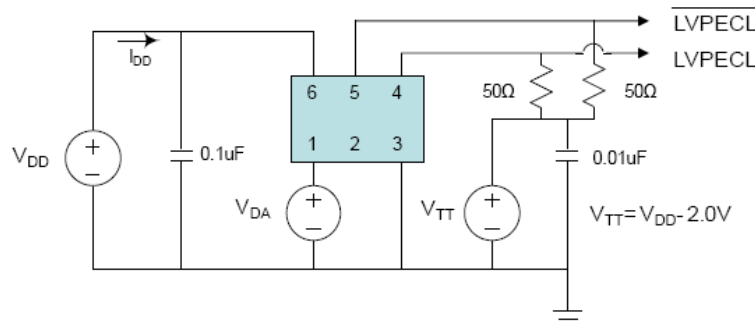 LVPECL
LVPECL
I_DD
6 5 4
50Ω 50Ω
1 2 3
V_DD
0.1uF
0.01uF
V_DA
V_TT
V_TT=V_DD-2.0V
+
−
+
−
+
−